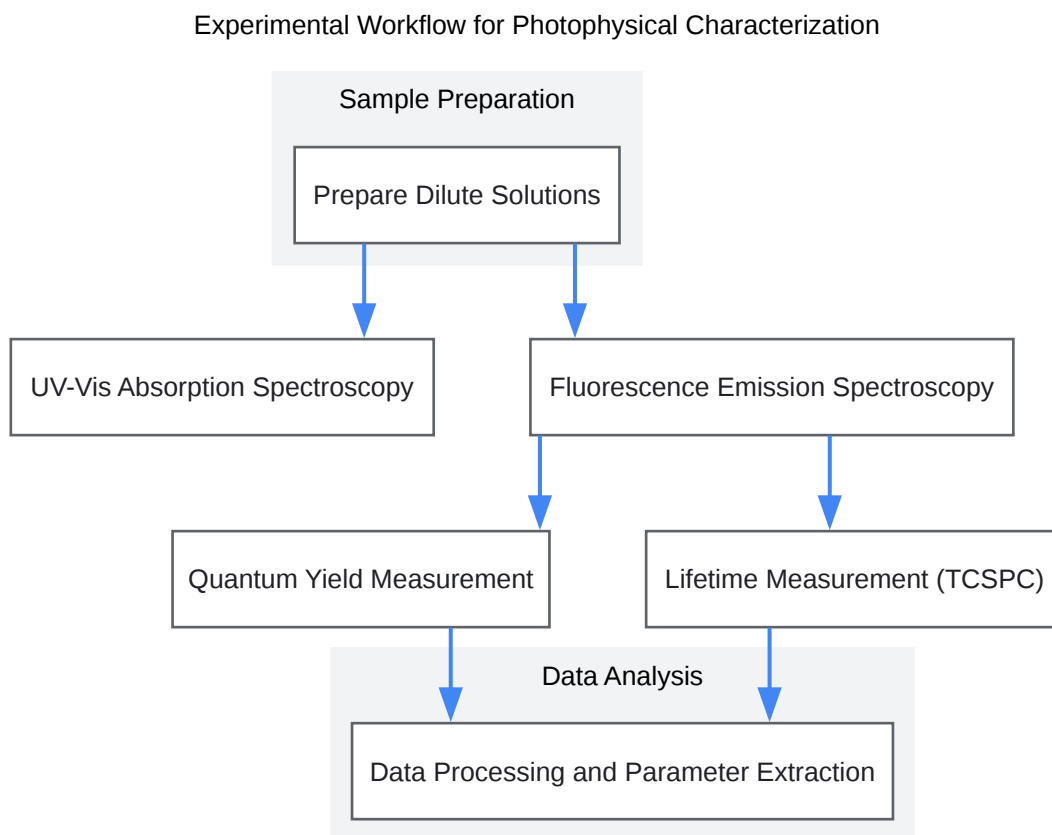 Experimental Workflow for Photophysical Characterization
Sample Preparation
Prepare Dilute Solutions
UV-Vis Absorption Spectroscopy
Fluorescence Emission Spectroscopy
Quantum Yield Measurement
Lifetime Measurement (TCSPC)
Data Analysis
Data Processing and Parameter Extraction